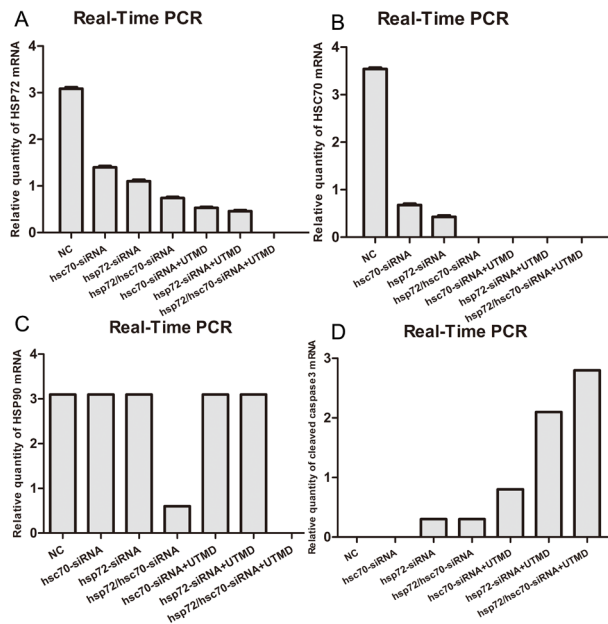 A
Real-Time PCR
Relative quantity of HSP72 mRNA
4
3
2
1
0
NC
hsc70-siRNA
hsp72-siRNA
hsp72/hsc70-siRNA
hsc70-siRNA+UTMD
hsp72-siRNA+UTMD
hsp72/hsc70-siRNA+UTMD
B
Real-Time PCR
Relative quantity of HSC70 mRNA
4
3
2
1
0
NC
hsc70-siRNA
hsp72-siRNA
hsp72/hsc70-siRNA
hsc70-siRNA+UTMD
hsp72-siRNA+UTMD
hsp72/hsc70-siRNA+UTMD
C
Real-Time PCR
Relative quantity of HSP90 mRNA
4
3
2
1
0
NC
hsc70-siRNA
hsp72-siRNA
hsp72/hsc70-siRNA
hsc70-siRNA+UTMD
hsp72-siRNA+UTMD
hsp72/hsc70-siRNA+UTMD
D
Real-Time PCR
Relative quantity of cleaved caspase3 mRNA
3
2
1
0
NC
hsc70-siRNA
hsp72-siRNA
hsp72/hsc70-siRNA
hsc70-siRNA+UTMD
hsp72-siRNA+UTMD
hsp72/hsc70-siRNA+UTMD